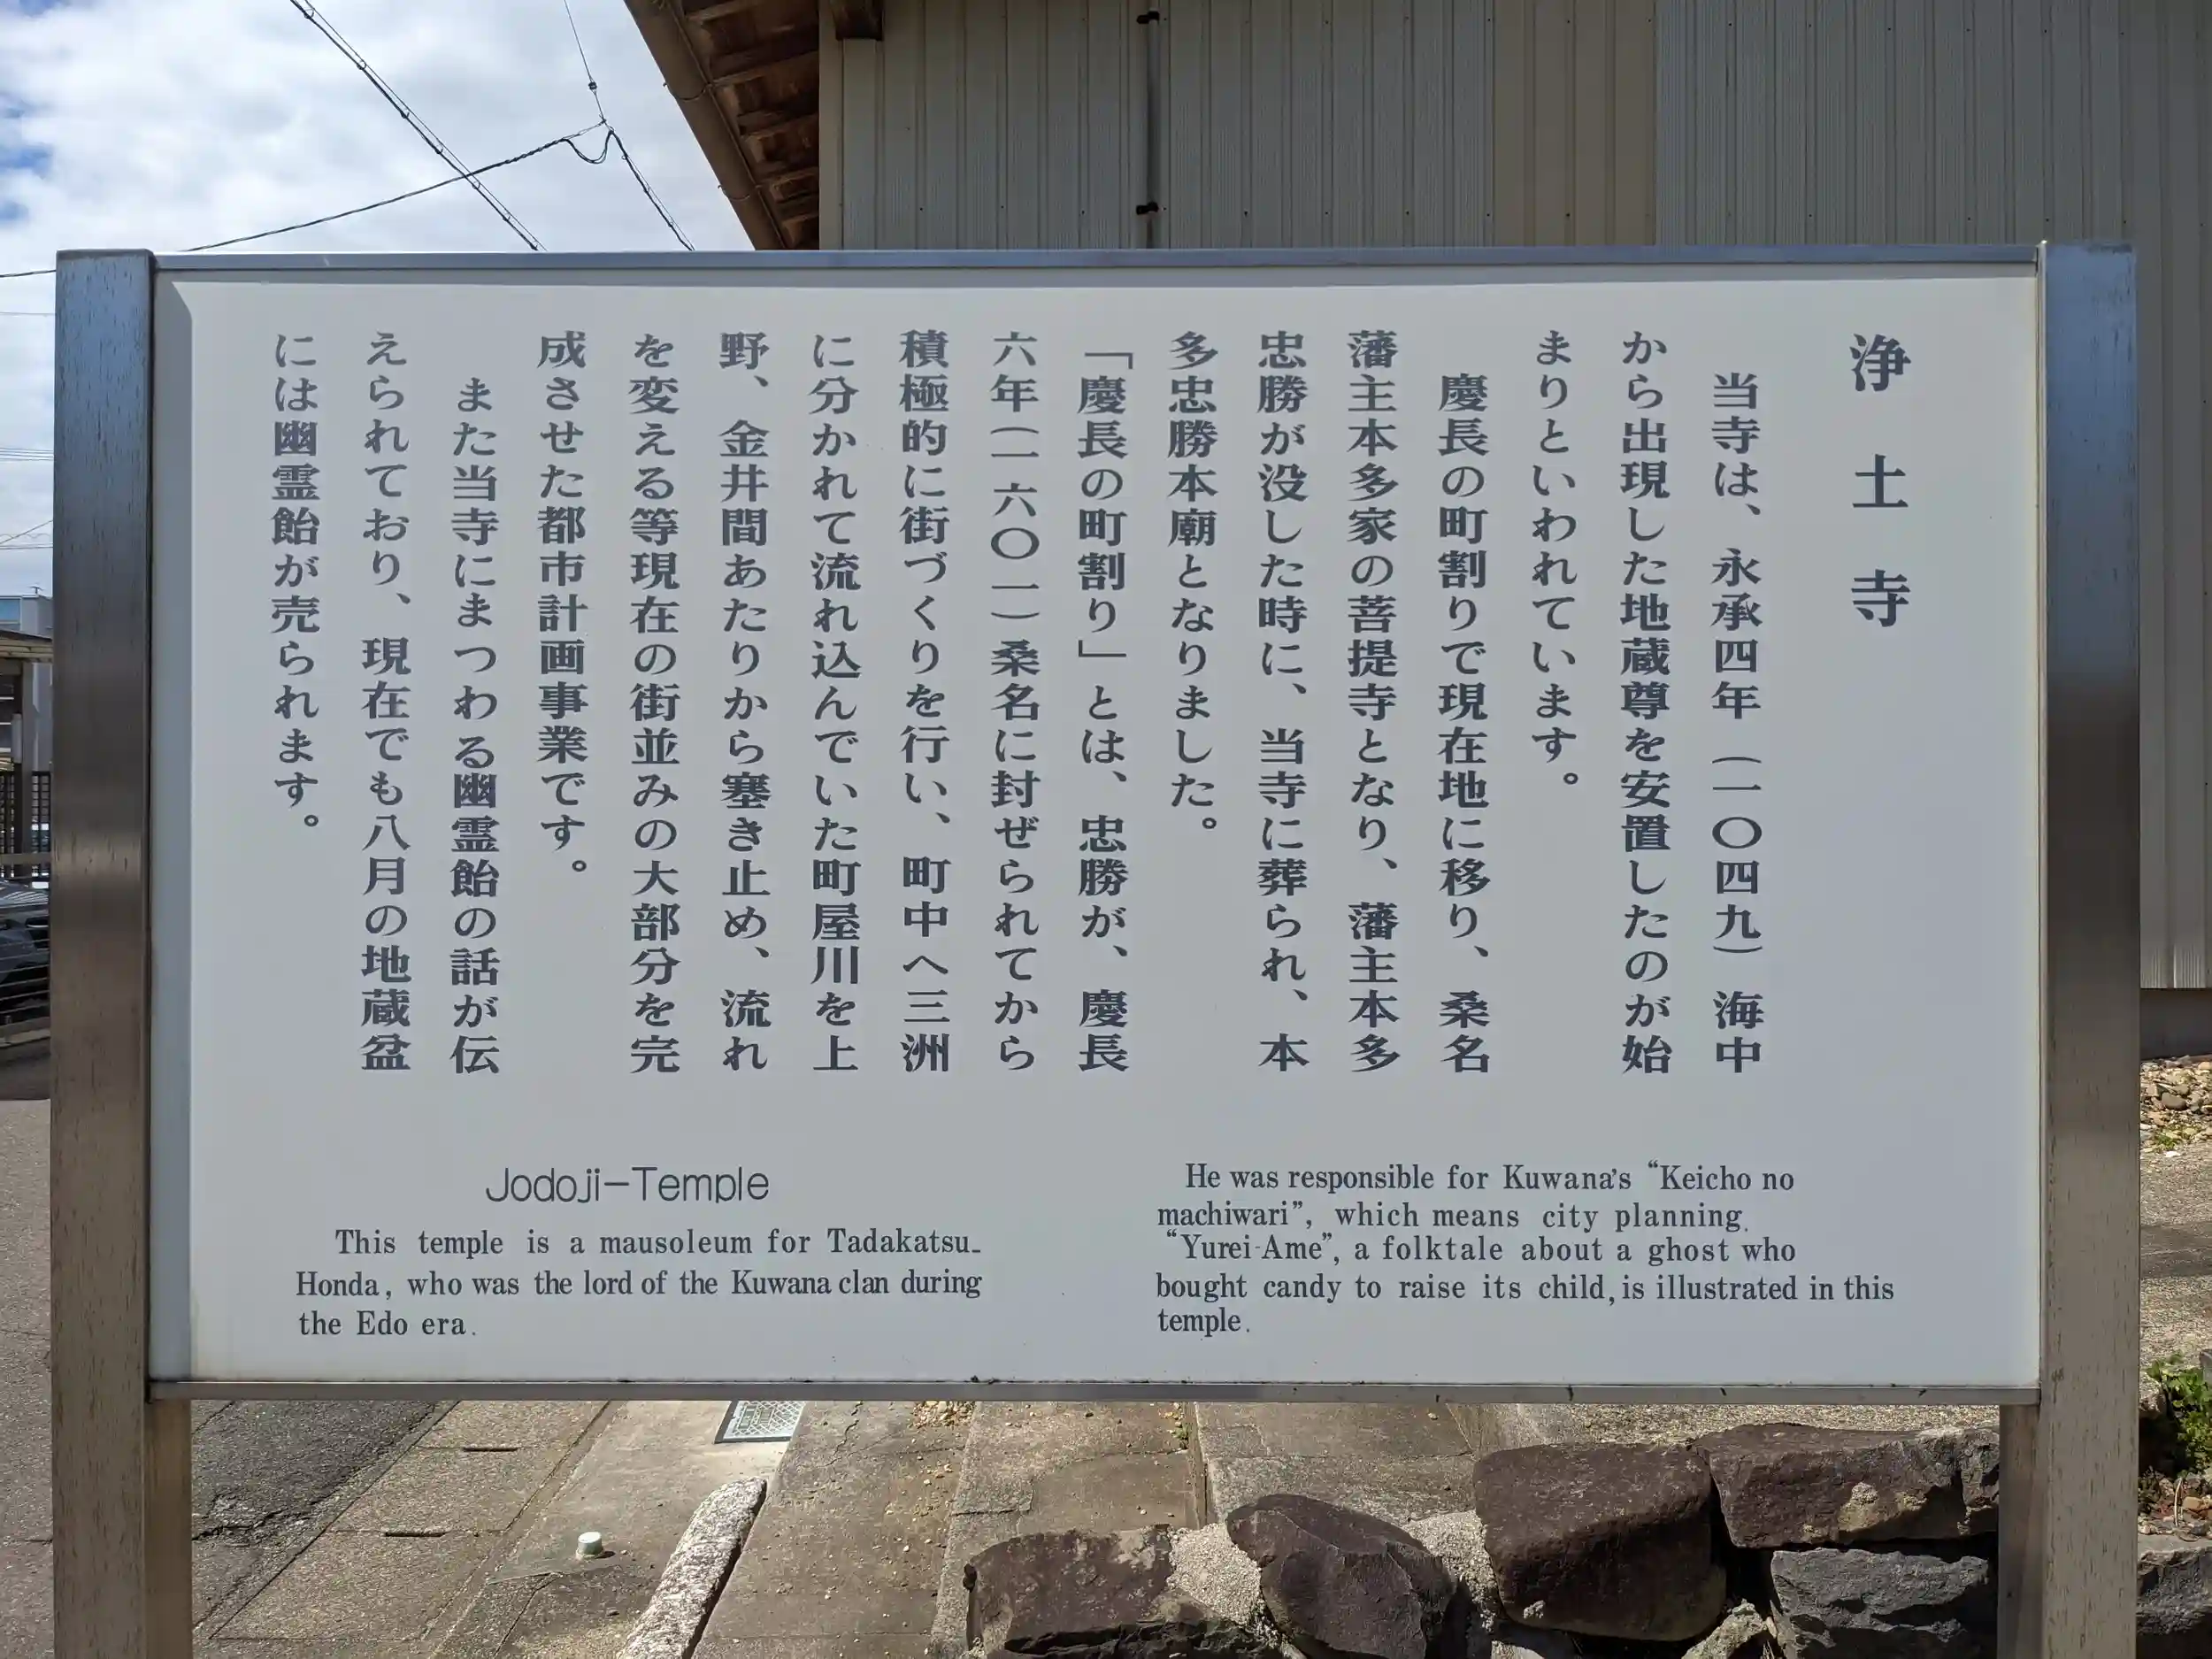 浄土寺
当寺は、永承四年（一〇四九）海中
から出現した地蔵尊を安置したのが始
まりといわれています。
慶長の町割りで現在地に移り、桑名
藩主本多家の菩提寺となり、藩主本多
忠勝が没した時に、当寺に葬られ、本
多忠勝本廟となりました。
「慶長の町割り」とは、忠勝が、慶長
六年（一六〇一）桑名に封ぜられてから
積極的に街づくりを行い、町中へ三洲
に分かれて流れ込んでいた町屋川を上
野、金井間あたりから塞き止め、流れ
を変える等現在の街並みの大部分を完
成させた都市計画事業です。
また当寺にまつわる幽霊飴の話が伝
えられており、現在でも八月の地蔵盆
には幽霊飴が売られます。
Jodoji-Temple
This temple is a mausoleum for Tadakatsu-
Honda, who was the lord of the Kuwana clan during
the Edo era.
He was responsible for Kuwana's “Keicho no
machiwari”, which means city planning.
“Yurei-Ame”, a folktale about a ghost who
bought candy to raise its child, is illustrated in this
temple.